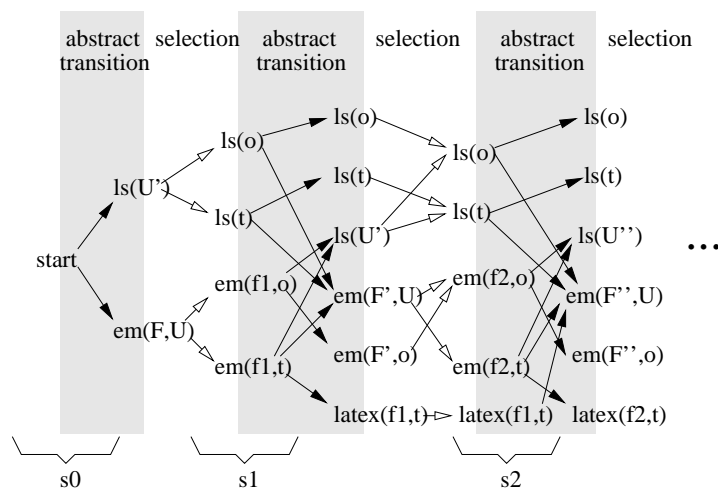 abstract transition
selection
abstract transition
selection
abstract transition
selection
start
ls(U')
em(F,U)
ls(o)
ls(t)
em(f1,o)
em(f1,t)
ls(o)
ls(t)
ls(U')
em(F',U)
em(F',o)
latex(f1,t)
ls(o)
ls(t)
em(f2,o)
em(f2,t)
latex(f1,t)
ls(o)
ls(t)
ls(U'')
em(F'',U)
em(F'',o)
latex(f2,t)
...
s0
s1
s2